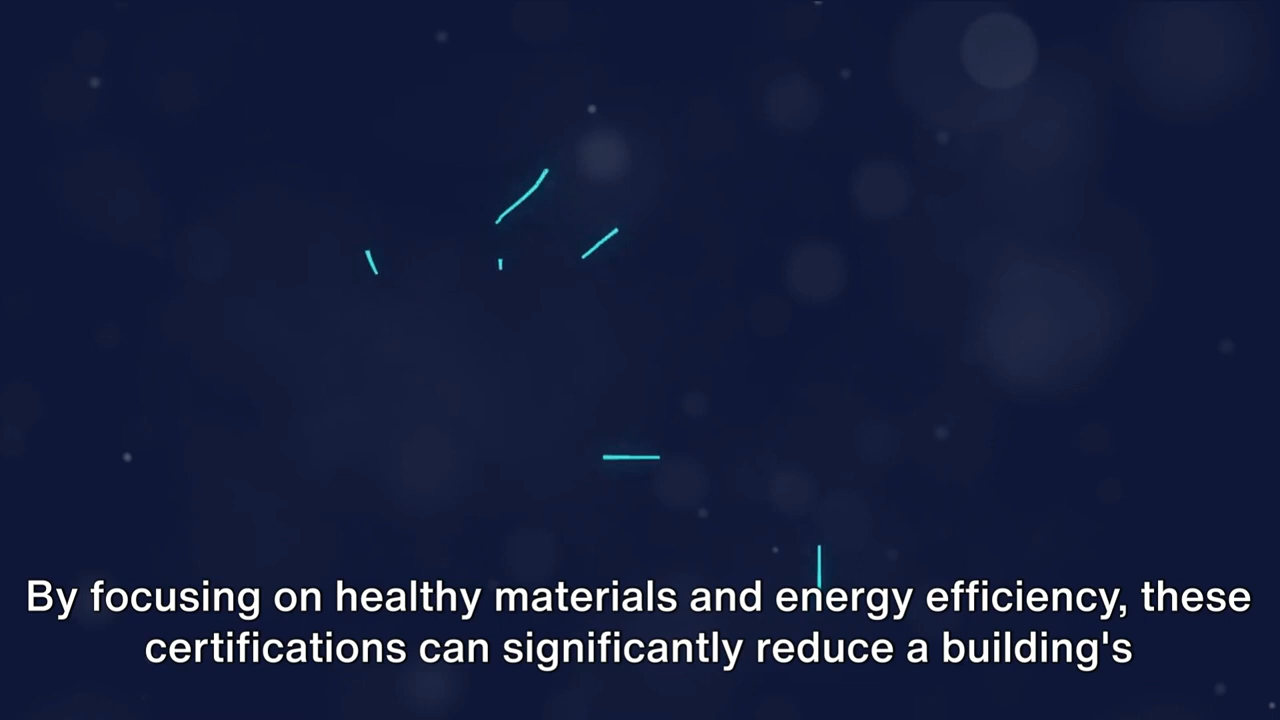 By focusing on healthy materials and energy efficiency, these
certifications can significantly reduce a building's